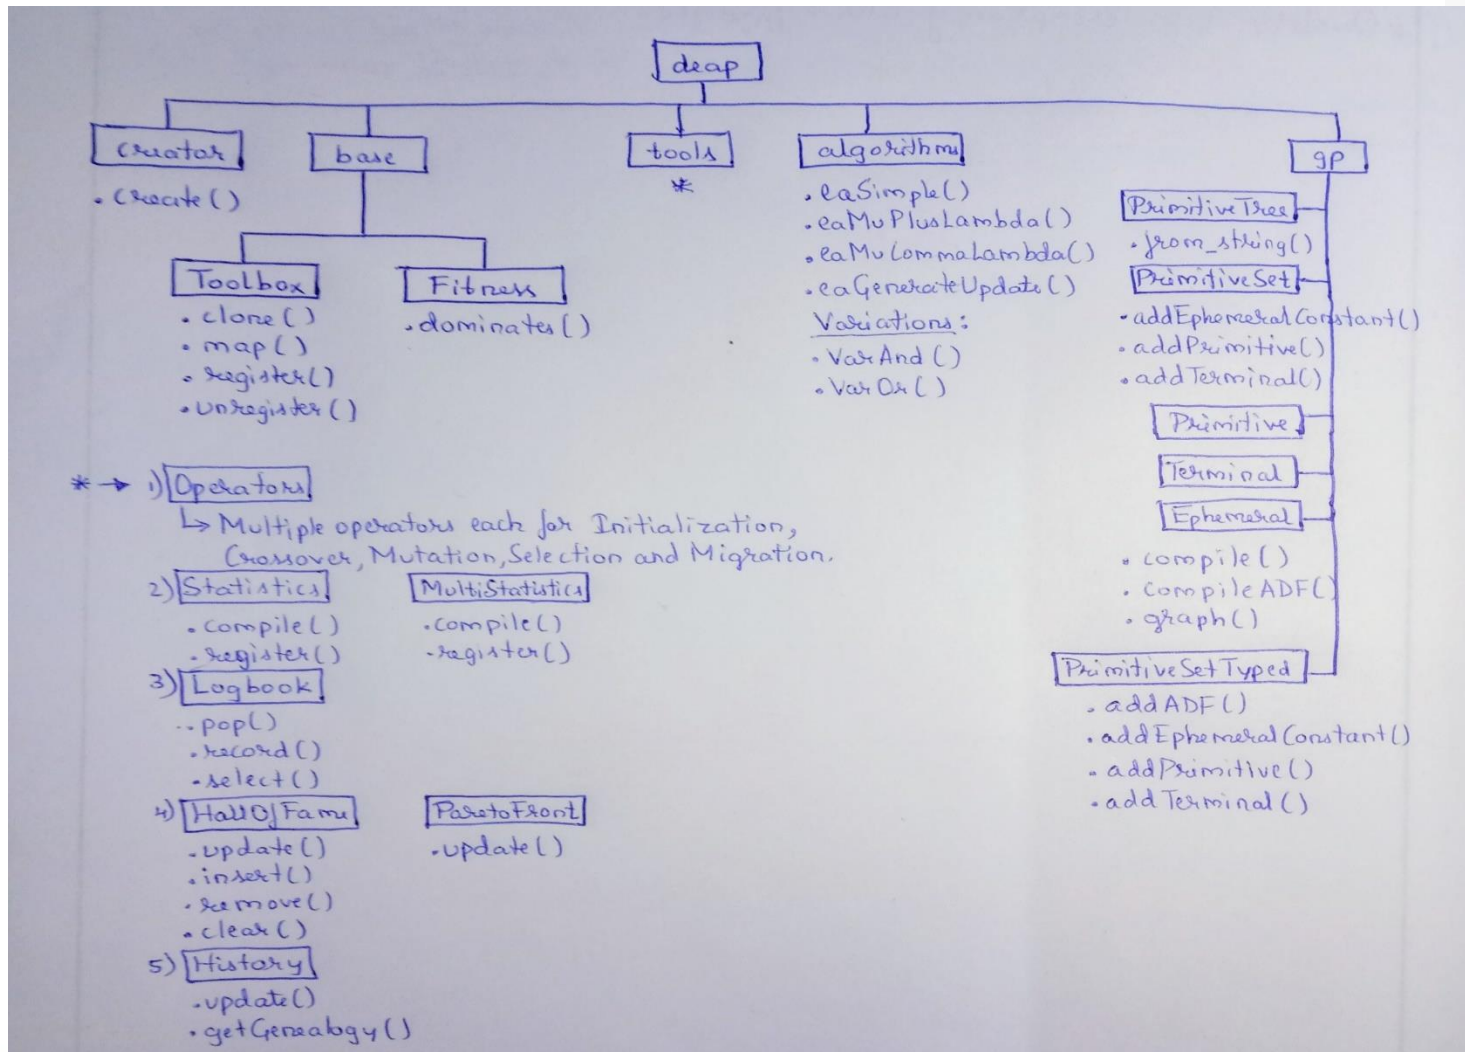 deap
creator
.create()
base
Toolbox
.clone()
.map()
.register()
.unregister()
Fitness
.dominates()
tools
*
algorithms
.eaSimple()
.eaMuPlusLambda()
.eaMuCommaLambda()
.eaGenerateUpdate()
Variations:
.VarAnd()
.VarOr()
gp
PrimitiveTree
.from_string()
PrimitiveSet
.addEphemeralConstant()
.addPrimitive()
.addTerminal()
Primitive
Terminal
Ephemeral
.compile()
.compileADF()
.graph()
PrimitiveSetTyped
.addADF()
.addEphemeralConstant()
.addPrimitive()
.addTerminal()
* → 1) Operators
↳ Multiple operators each for Initialization,
Crossover, Mutation, Selection and Migration.
2) Statistics
.compile()
.register()
MultiStatistics
.compile()
.register()
3) Logbook
..pop()
.record()
.select()
4) HallOfFame
.update()
.insert()
.remove()
.clear()
ParetoFront
.update()
5) History
.update()
.getGenealogy()